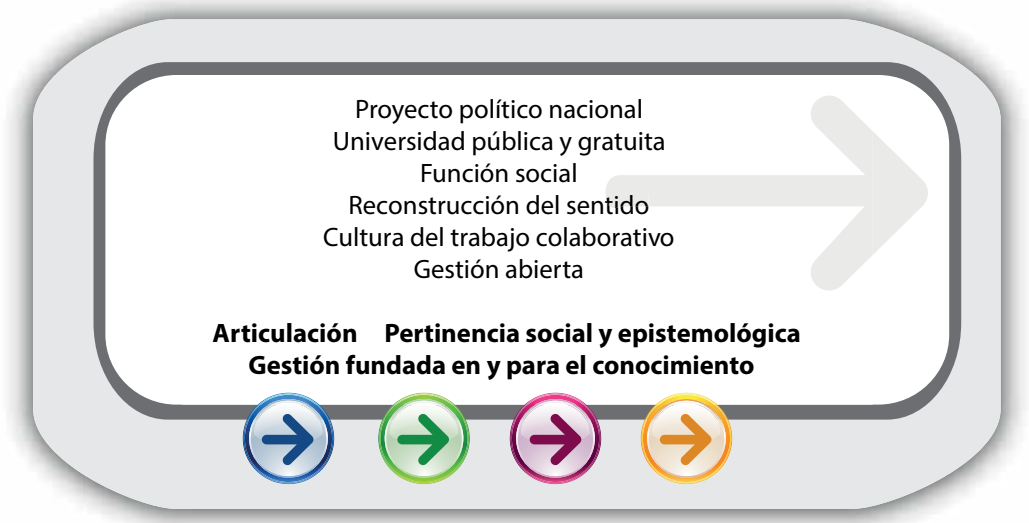 Proyecto político nacional
Universidad pública y gratuita
Función social
Reconstrucción del sentido
Cultura del trabajo colaborativo
Gestión abierta
Articulación Pertinencia social y epistemológica
Gestión fundada en y para el conocimiento